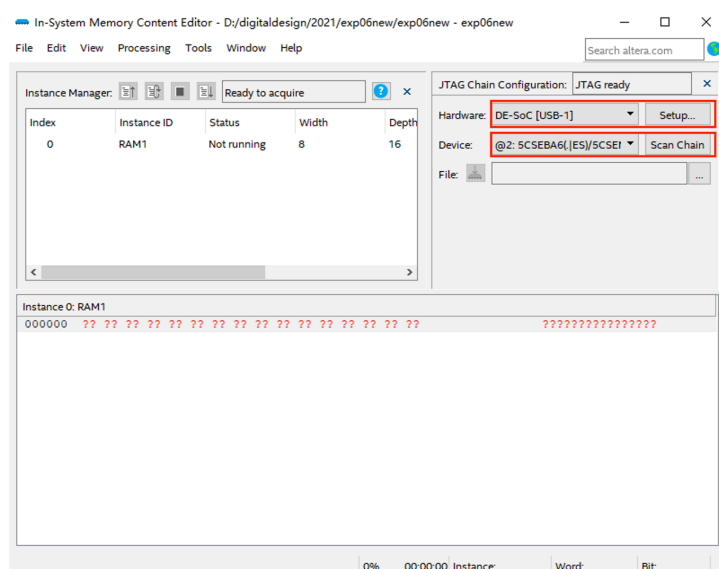 In-System Memory Content Editor - D:/digitaldesign/2021/exp06new/exp06new - exp06new
File Edit View Processing Tools Window Help
Search altera.com
Instance Manager: Ready to acquire
Index Instance ID Status Width Depth
0 RAM1 Not running 8 16
JTAG Chain Configuration: JTAG ready
Hardware: DE-SoC [USB-1] Setup...
Device: @2: 5CSEBA6(.|ES)/5CSEI Scan Chain
File: ...
Instance 0: RAM1
000000 ?? ?? ?? ?? ?? ?? ?? ?? ?? ?? ?? ?? ?? ?? ?? ?? ????????????????
0% 00:00:00 Instance: Word: Bit: